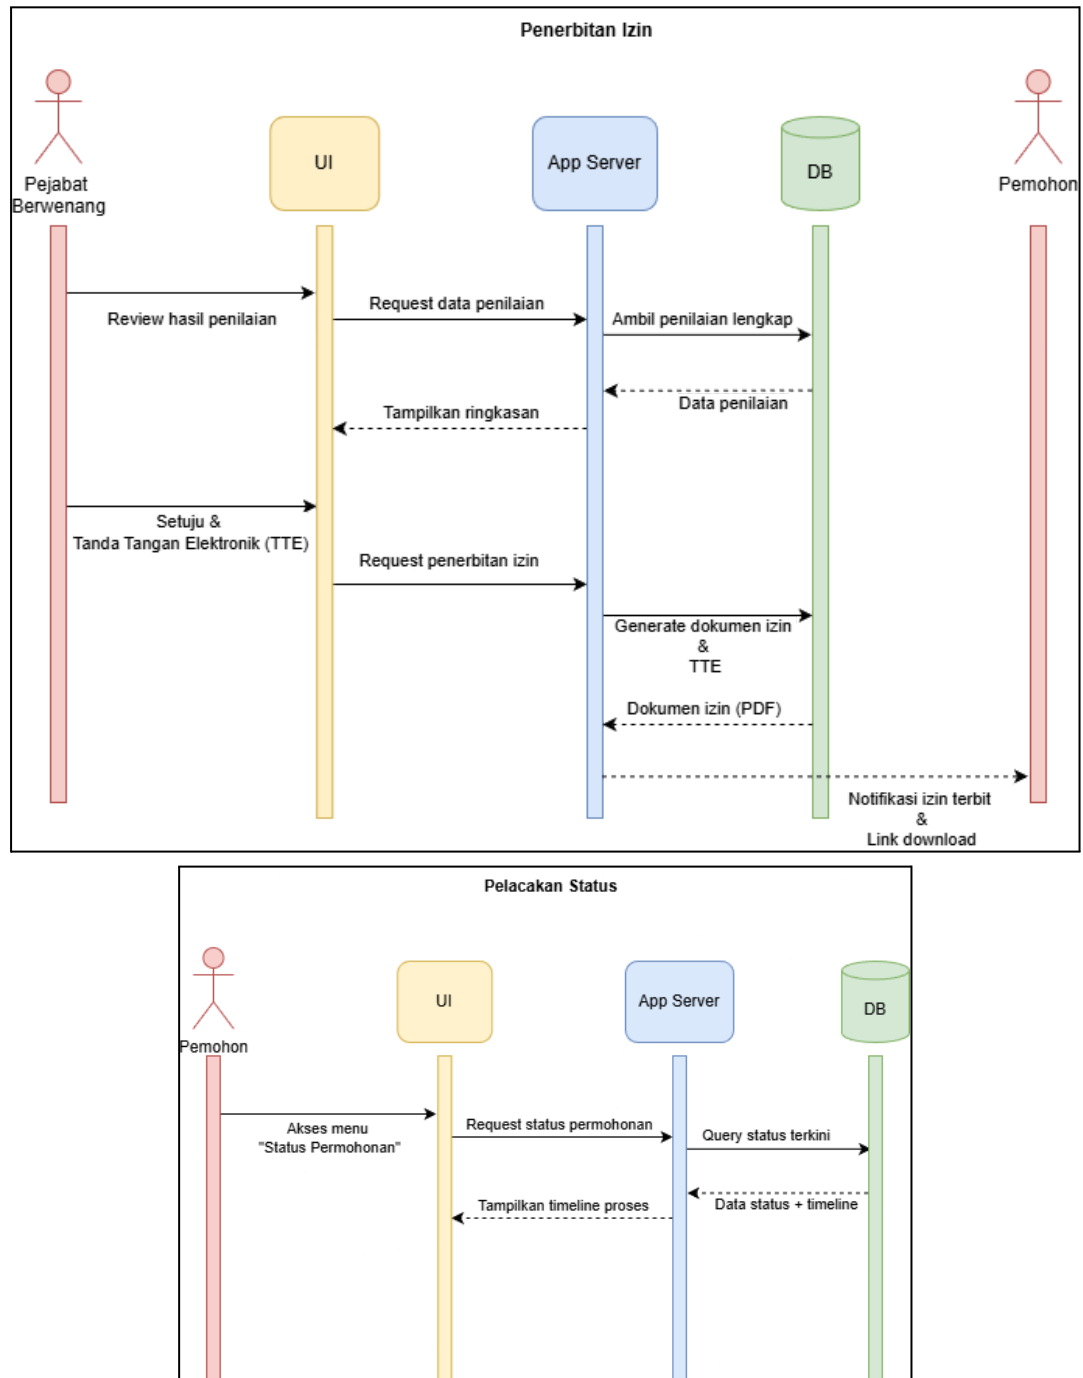 Penerbitan Izin
Pejabat
Berwenang
UI
App Server
DB
Pemohon
Review hasil penilaian
Request data penilaian
Ambil penilaian lengkap
Data penilaian
Tampilkan ringkasan
Setuju &
Tanda Tangan Elektronik (TTE)
Request penerbitan izin
Generate dokumen izin
&
TTE
Dokumen izin (PDF)
Notifikasi izin terbit
&
Link download
Pelacakan Status
Pemohon
UI
App Server
DB
Akses menu
"Status Permohonan"
Request status permohonan
Query status terkini
Data status + timeline
Tampilkan timeline proses